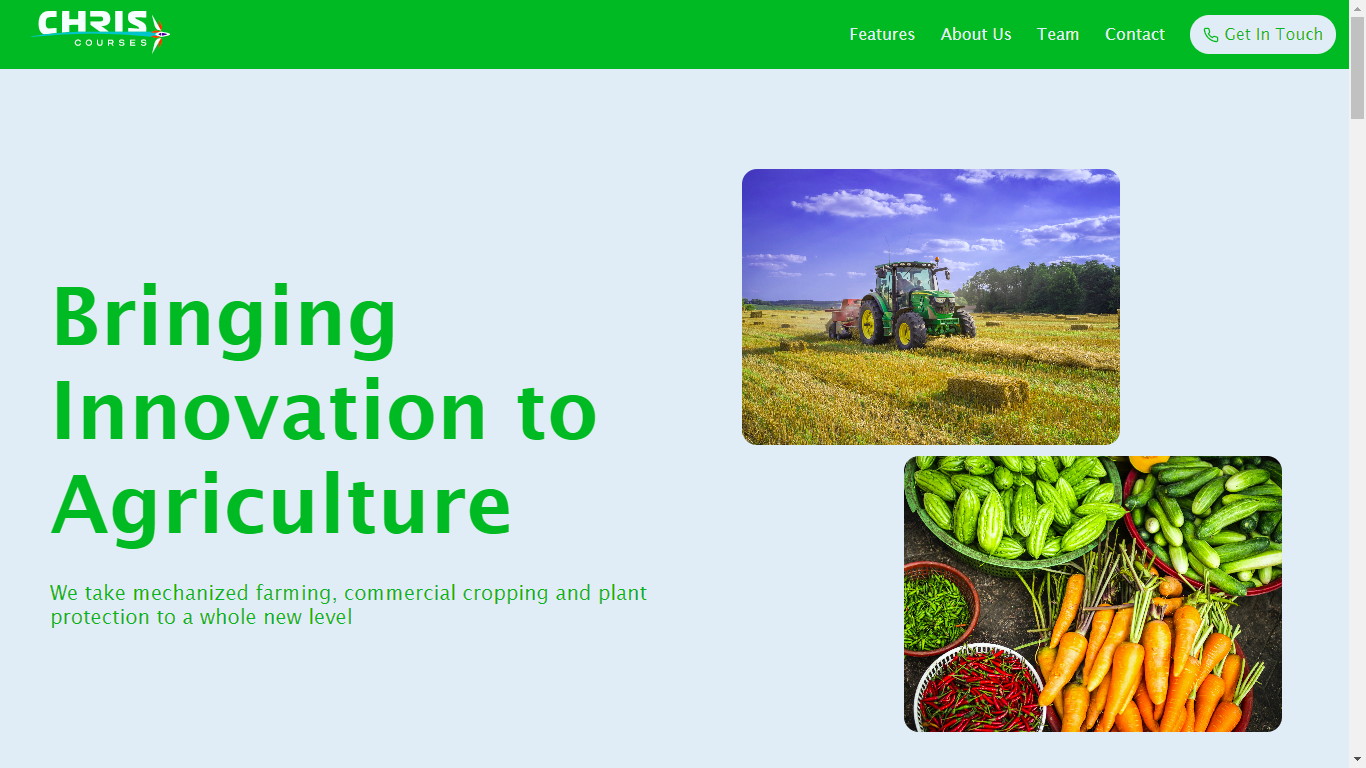 CHRIS
COURSES
Features
About Us
Team
Contact
Get In Touch
Bringing
Innovation to
Agriculture
We take mechanized farming, commercial cropping and plant
protection to a whole new level